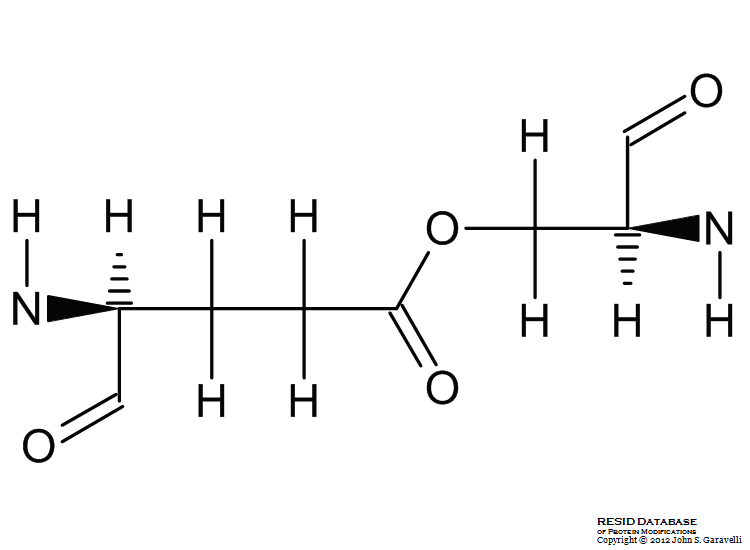 O
H
H H H H O N
N H H H
O
H H
O
RESID DATABASE
OF PROTEIN MODIFICATIONS
Copyright © 2012 John S. Garavelli